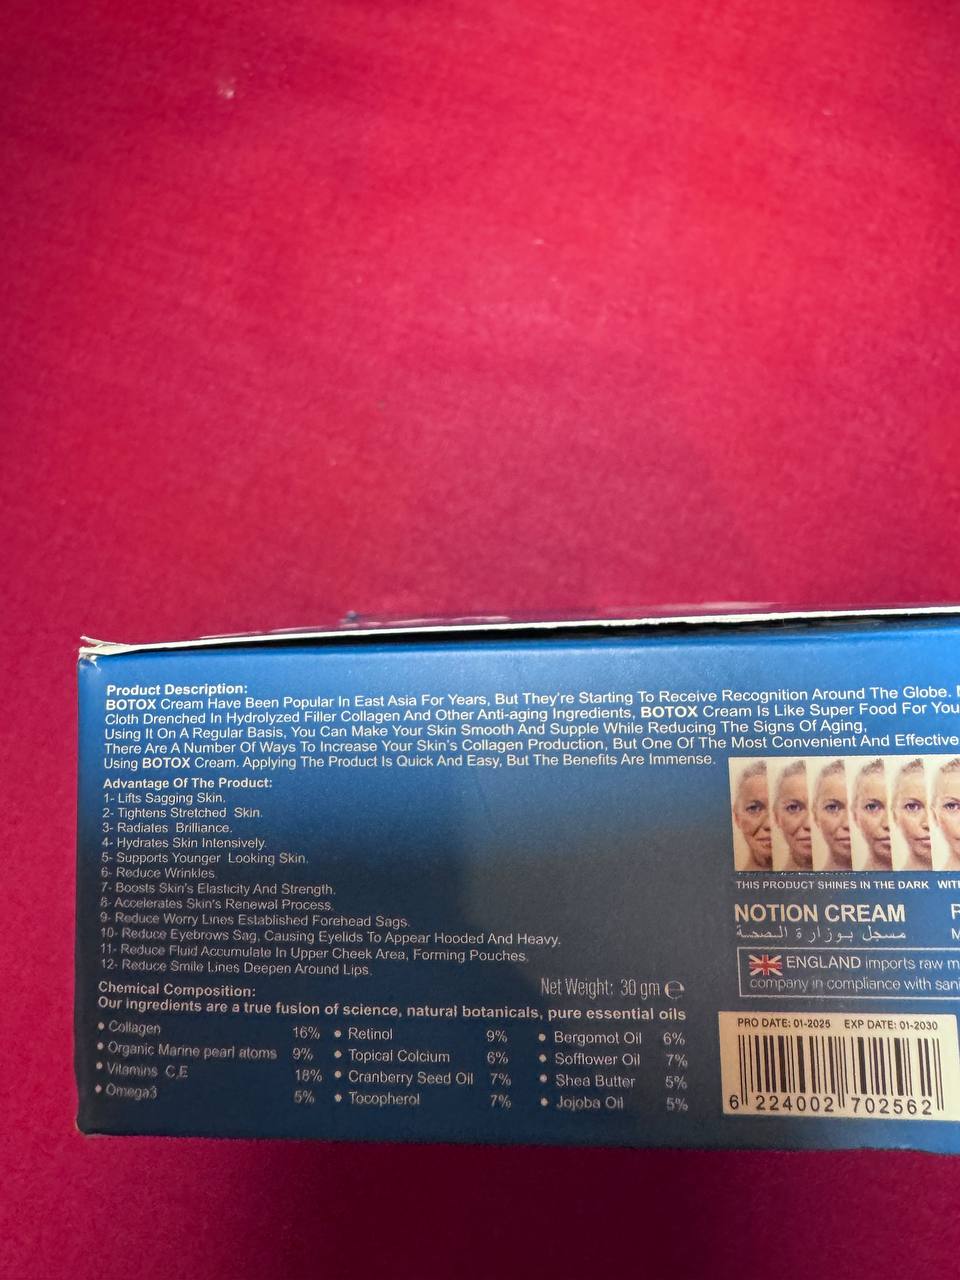 Product Description:
BOTOX Cream Have Been Popular In East Asia For Years, But They're Starting To Receive Recognition Around The Globe.
Cloth Drenched In Hydrolyzed Filler Collagen And Other Anti-aging Ingredients, BOTOX Cream Is Like Super Food For You
Using It On A Regular Basis, You Can Make Your Skin Smooth And Supple While Reducing The Signs Of Aging,
There Are A Number Of Ways To Increase Your Skin's Collagen Production, But One Of The Most Convenient And Effective
Using BOTOX Cream. Applying The Product Is Quick And Easy, But The Benefits Are Immense.
Advantage Of The Product:
1- Lifts Sagging Skin.
2- Tightens Stretched Skin.
3- Radiates Brilliance.
4- Hydrates Skin Intensively.
5- Supports Younger Looking Skin.
6- Reduce Wrinkles.
7- Boosts Skin's Elasticity And Strength.
8- Accelerates Skin's Renewal Process.
9- Reduce Worry Lines Established Forehead Sags.
10- Reduce Eyebrows Sag, Causing Eyelids To Appear Hooded And Heavy.
11- Reduce Fluid Accumulate In Upper Cheek Area, Forming Pouches.
12- Reduce Smile Lines Deepen Around Lips.
Net Weight: 30 gm ℮
Chemical Composition:
Our ingredients are a true fusion of science, natural botanicals, pure essential oils
• Collagen 16% • Retinol 9% • Bergomot Oil 6%
• Organic Marine pearl atoms 9% • Topical Colcium 6% • Sofflower Oil 7%
• Vitamins C,E 18% • Cranberry Seed Oil 7% • Shea Butter 5%
• Omega3 5% • Tocopherol 7% • Jojoba Oil 5%
THIS PRODUCT SHINES IN THE DARK
NOTION CREAM
مسجل بوزارة الصحة
ENGLAND imports raw
company in compliance with
PRO DATE: 01-2025 EXP DATE: 01-2030
6 224002 702562